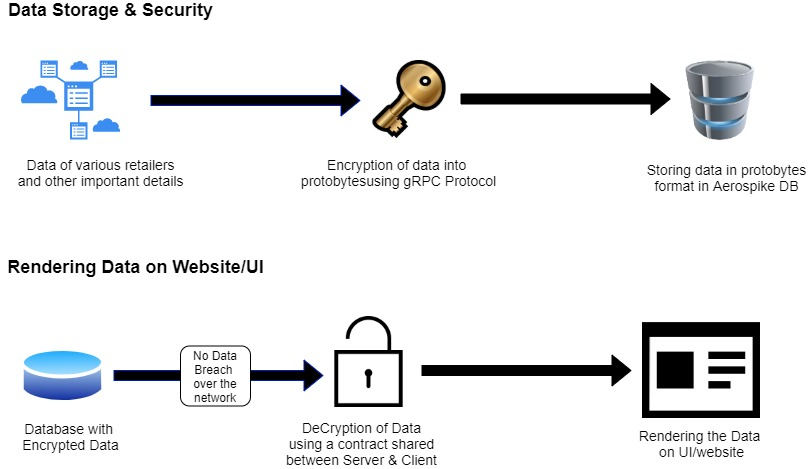 Data Storage & Security
Data of various retailers
and other important details
Encryption of data into
protobytesusing gRPC Protocol
Storing data in protobytes
format in Aerospike DB
Rendering Data on Website/UI
No Data
Breach
over the
network
Database with
Encrypted Data
DeCryption of Data
using a contract shared
between Server & Client
Rendering the Data
on UI/website